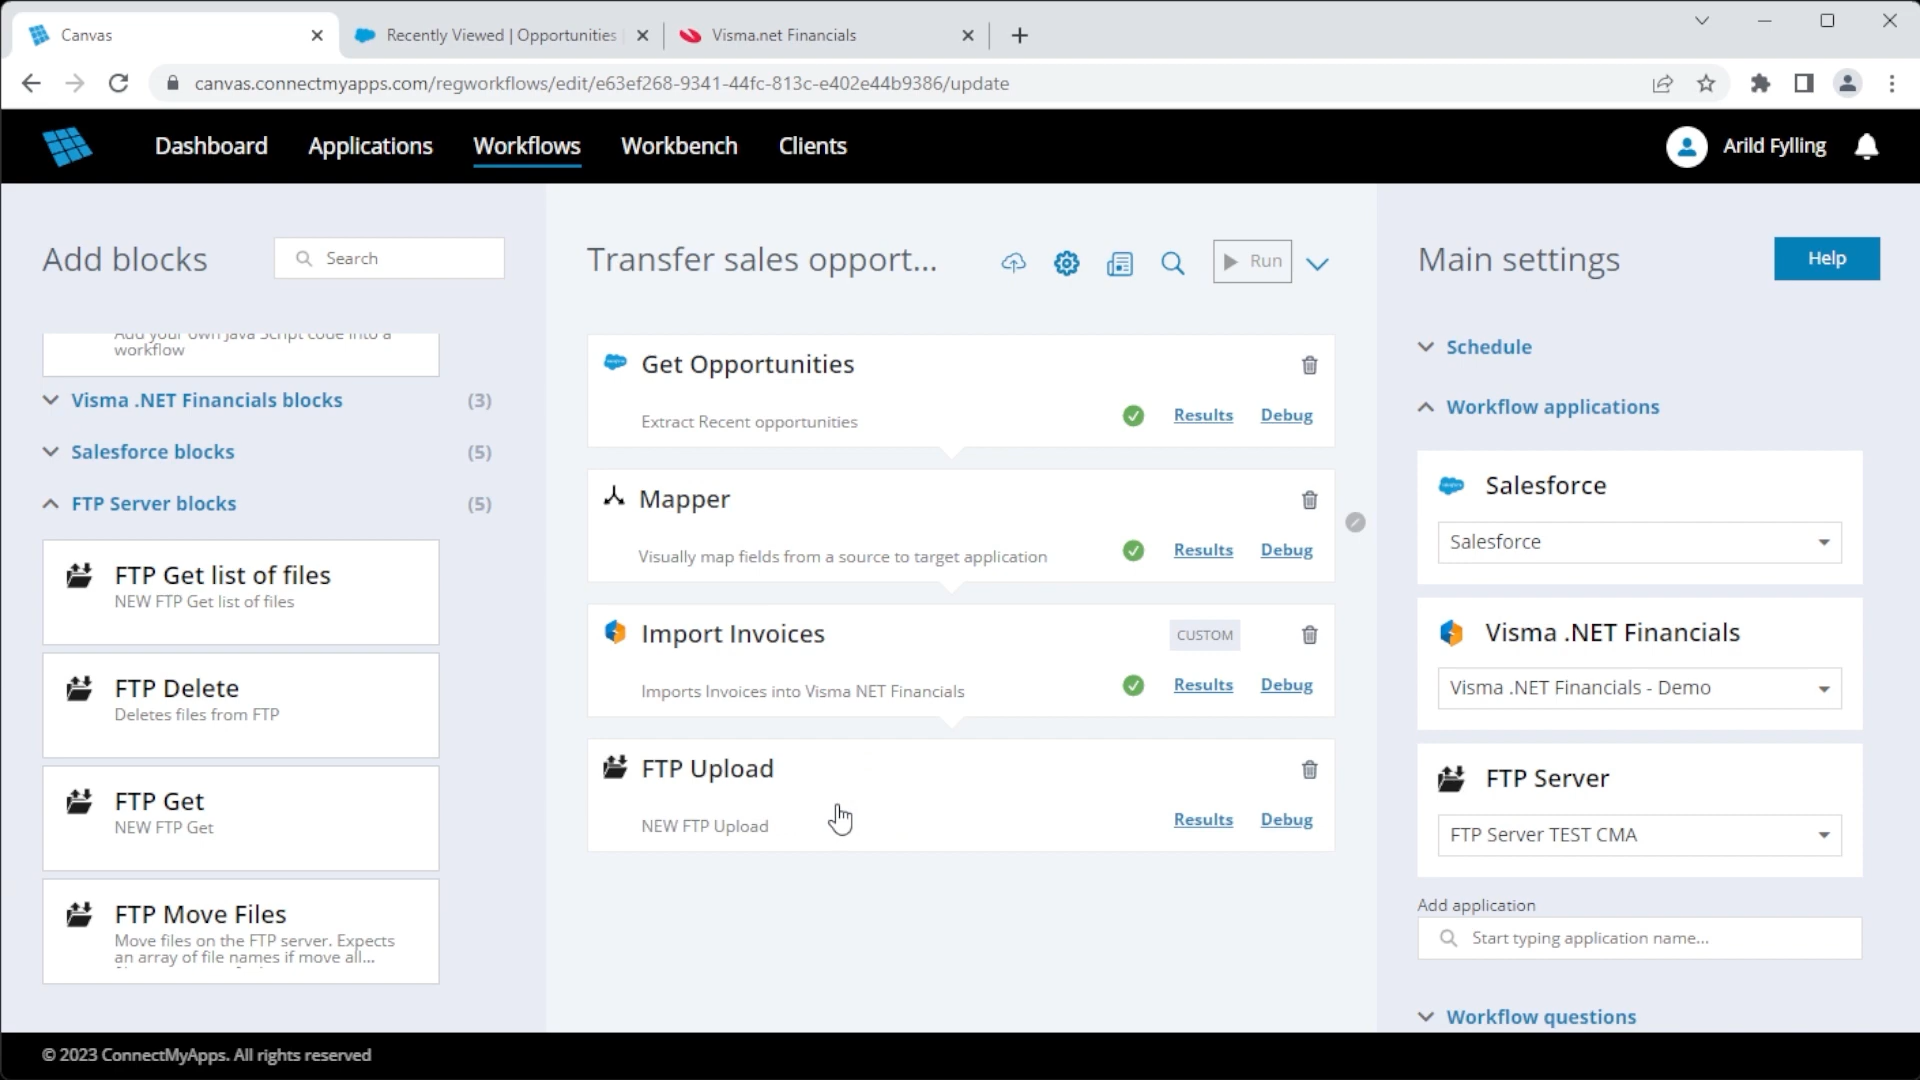 Canvas
Recently Viewed | Opportunities
Visma.net Financials
canvas.connectmyapps.com/regworkflows/edit/e63ef268-9341-44fc-813c-e402e44b9386/update
Dashboard
Applications
Workflows
Workbench
Clients
Arild Fylling
Add blocks
Search
Add your own Java Script code into a
workflow
Visma .NET Financials blocks
(3)
Salesforce blocks
(5)
FTP Server blocks
(5)
FTP Get list of files
NEW FTP Get list of files
FTP Delete
Deletes files from FTP
FTP Get
NEW FTP Get
FTP Move Files
Move files on the FTP server. Expects
an array of file names if move all...
Transfer sales opport...
Run
Get Opportunities
Extract Recent opportunities
Results
Debug
Mapper
Visually map fields from a source to target application
Results
Debug
Import Invoices
CUSTOM
Imports Invoices into Visma NET Financials
Results
Debug
FTP Upload
NEW FTP Upload
Results
Debug
Main settings
Help
Schedule
Workflow applications
Salesforce
Salesforce
Visma .NET Financials
Visma .NET Financials - Demo
FTP Server
FTP Server TEST CMA
Add application
Start typing application name...
Workflow questions
© 2023 ConnectMyApps. All rights reserved